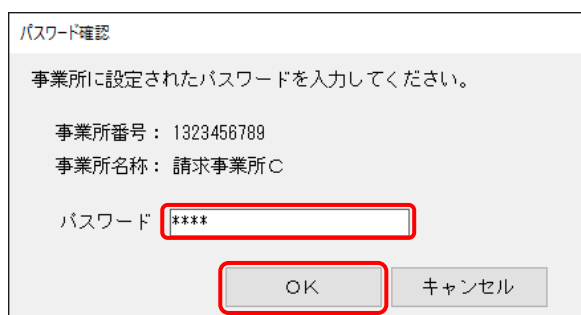 パスワード確認
事業所に設定されたパスワードを入力してください。
事業所番号： 1323456789
事業所名称： 請求事業所Ｃ
パスワード ****
ＯＫ キャンセル